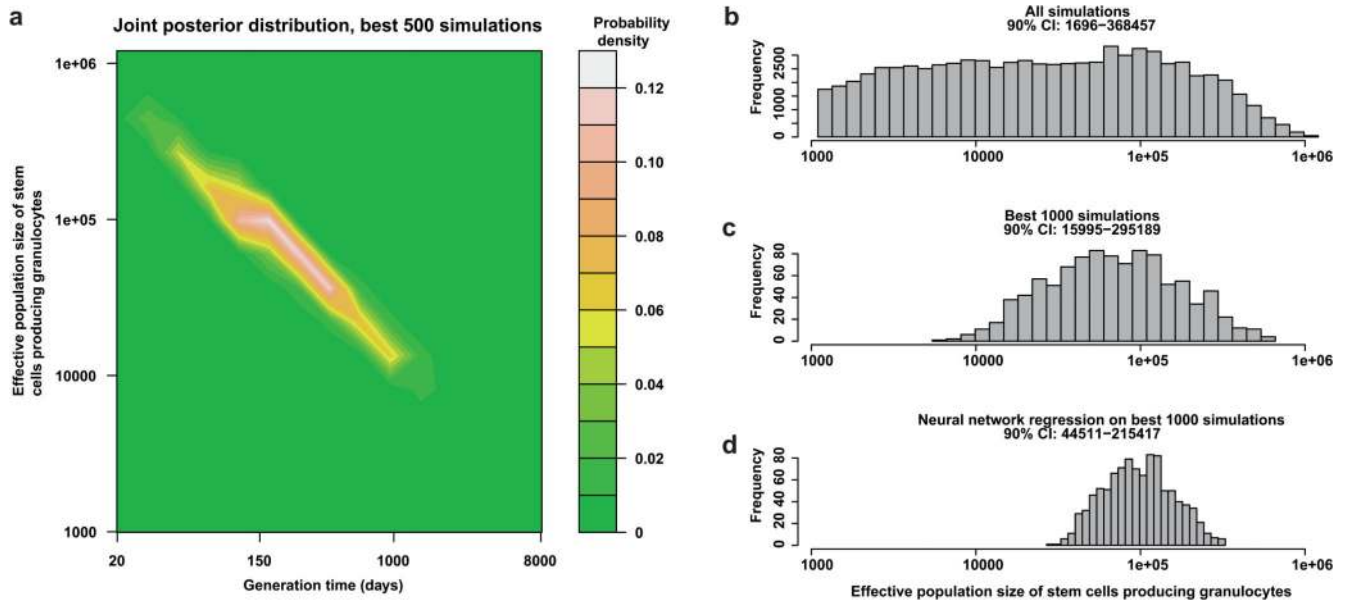 a
Joint posterior distribution, best 500 simulations
Probability
density
1e+06
1e+05
10000
1000
Effective population size of stem
cells producing granulocytes
20
150
1000
8000
Generation time (days)
0.12
0.10
0.08
0.06
0.04
0.02
0
b
All simulations
90% CI: 1696−368457
Frequency
2500
1000
0
1000
10000
1e+05
1e+06
c
Best 1000 simulations
90% CI: 15995−295189
Frequency
80
60
40
20
0
1000
10000
1e+05
1e+06
d
Neural network regression on best 1000 simulations
90% CI: 44511−215417
Frequency
80
60
40
20
0
1000
10000
1e+05
1e+06
Effective population size of stem cells producing granulocytes